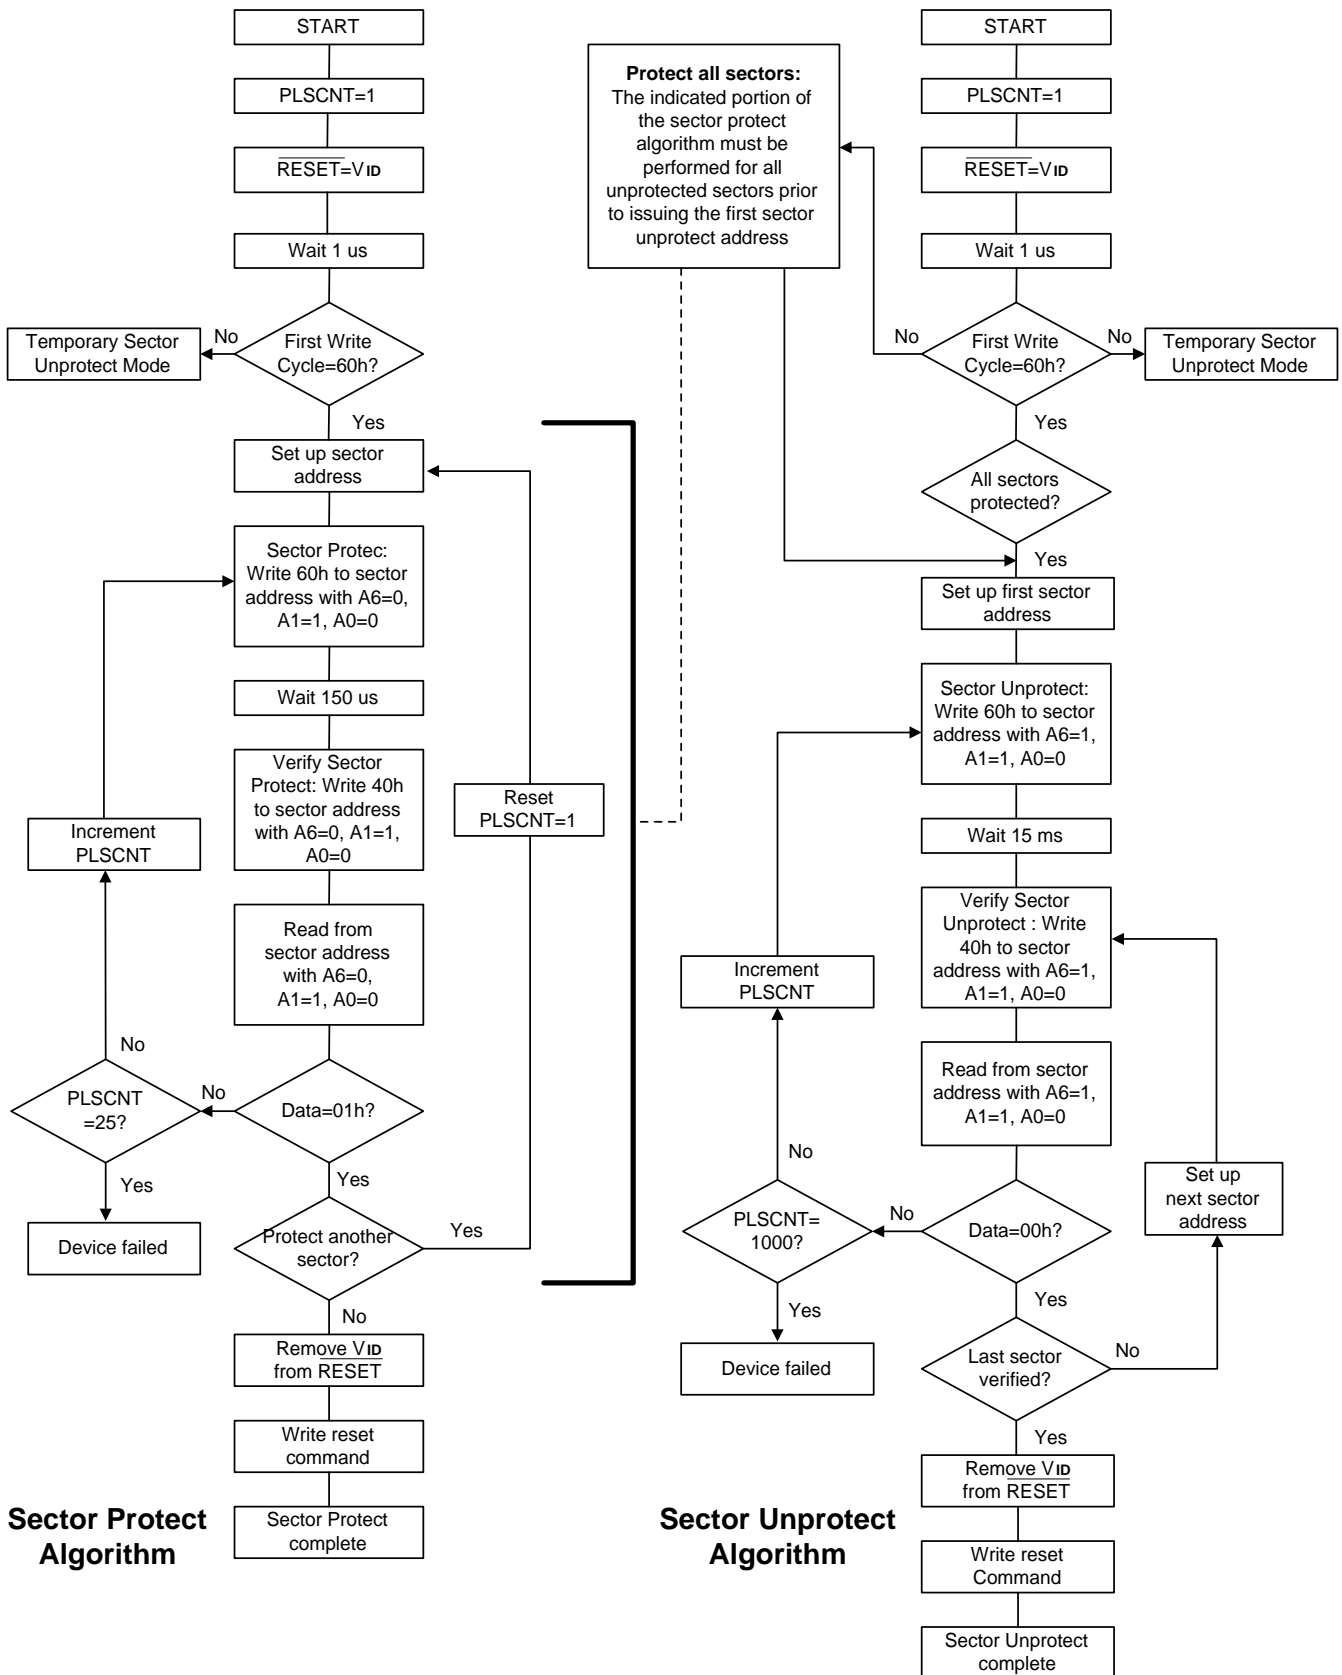 START
PLSCNT=1
RESET=VID
Wait 1 us
First Write
Cycle=60h?
No
Temporary Sector
Unprotect Mode
Yes
Set up sector
address
Sector Protec:
Write 60h to sector
address with A6=0,
A1=1, A0=0
Wait 150 us
Verify Sector
Protect: Write 40h
to sector address
with A6=0, A1=1,
A0=0
Reset
PLSCNT=1
Increment
PLSCNT
Read from
sector address
with A6=0,
A1=1, A0=0
No
PLSCNT
=25?
No
Data=01h?
Yes
Device failed
Yes
Protect another
sector?
Yes
No
Remove VID
from RESET
Write reset
command
Sector Protect
complete
Sector Protect
Algorithm
Protect all sectors:
The indicated portion of
the sector protect
algorithm must be
performed for all
unprotected sectors prior
to issuing the first sector
unprotect address
START
PLSCNT=1
RESET=VID
Wait 1 us
No
First Write
Cycle=60h?
No
Temporary Sector
Unprotect Mode
Yes
All sectors
protected?
Yes
Set up first sector
address
Sector Unprotect:
Write 60h to sector
address with A6=1,
A1=1, A0=0
Wait 15 ms
Verify Sector
Unprotect : Write
40h to sector
address with A6=1,
A1=1, A0=0
Increment
PLSCNT
Read from sector
address with A6=1,
A1=1, A0=0
No
PLSCNT=
1000?
No
Data=00h?
Set up
next sector
address
Yes
Device failed
Yes
Last sector
verified?
No
Yes
Remove VID
from RESET
Write reset
Command
Sector Unprotect
complete
Sector Unprotect
Algorithm